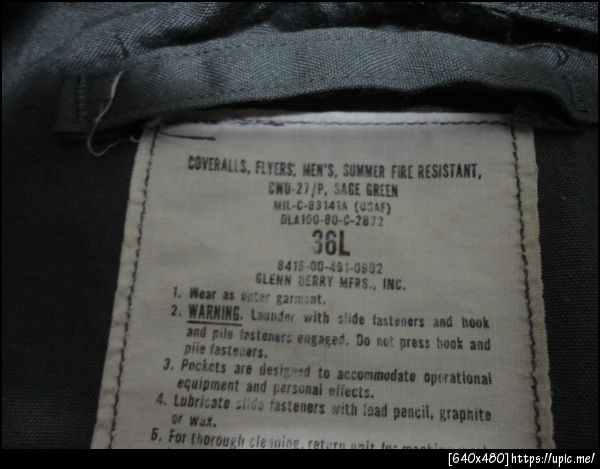 COVERALLS, FLYERS, MEN'S, SUMMER FIRE RESISTANT,
CWU-27/P, SAGE GREEN
MIL-C-83141A (USAF)
DLA100-80-C-2872
36L
8415-00-491-0602
GLENN BERRY MFRS., INC.
1. Wear as outer garment.
2. WARNING. Launder with slide fasteners and hook
and pile fasteners engaged. Do not press hook and
pile fasteners.
3. Pockets are designed to accommodate operational
equipment and personal effects.
4. Lubricate slide fasteners with lead pencil, graphite
or wax.
5. For thorough cleaning, return unit for
[640x480]https://upic.me/